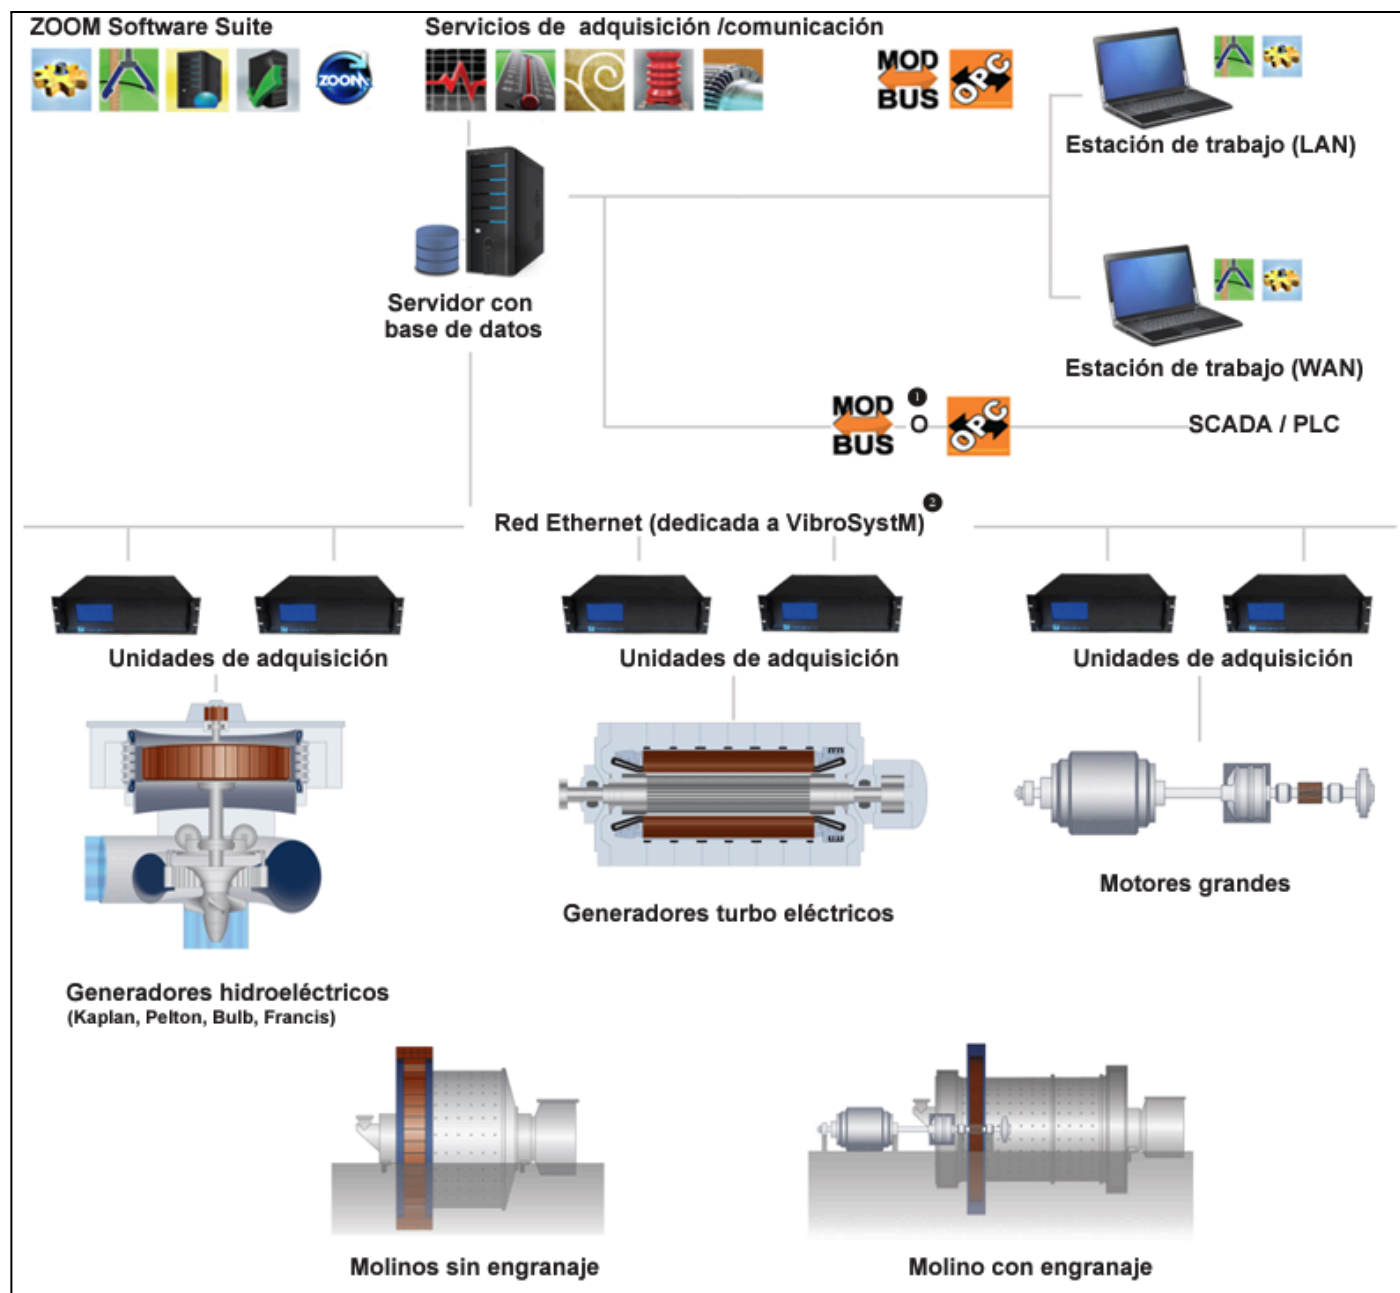 ZOOM Software Suite
Servicios de adquisición /comunicación
ZOOM
MOD
BUS
OPC
Estación de trabajo (LAN)
Servidor con
base de datos
Estación de trabajo (WAN)
MOD
BUS
1
O
OPC
SCADA / PLC
Red Ethernet (dedicada a VibroSystM) 2
Unidades de adquisición
Unidades de adquisición
Unidades de adquisición
Motores grandes
Generadores turbo eléctricos
Generadores hidroeléctricos
(Kaplan, Pelton, Bulb, Francis)
Molinos sin engranaje
Molino con engranaje